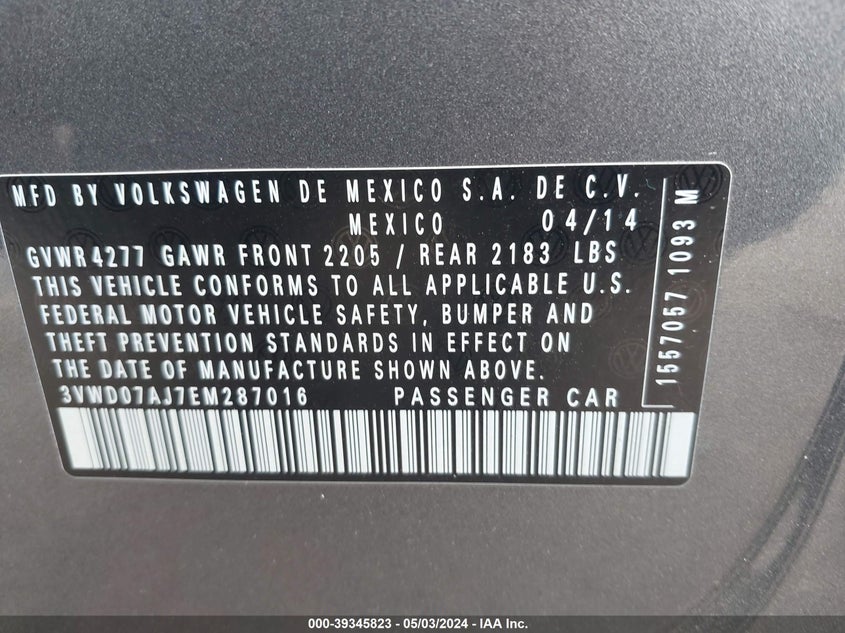 MFD BY VOLKSWAGEN DE MEXICO S.A. DE C.V.
MEXICO 04/14
GVWR4277 GAWR FRONT 2205 / REAR 2183 LBS
THIS VEHICLE CONFORMS TO ALL APPLICABLE U.S.
FEDERAL MOTOR VEHICLE SAFETY, BUMPER AND
THEFT PREVENTION STANDARDS IN EFFECT ON
THE DATE OF MANUFACTURE SHOWN ABOVE.
3VWD07AJ7EM287016 PASSENGER CAR
1557057 1093 M
000-39345823 - 05/03/2024 - IAA Inc.